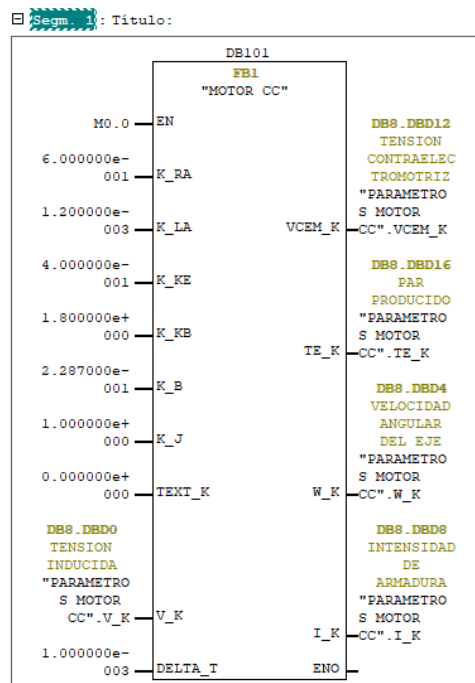 Segm. 1: Título:
DB101
FB1
"MOTOR CC"
M0.0 EN
6.000000e-
001 K_RA
1.200000e-
003 K_LA
4.000000e-
001 K_KE
1.800000e+
000 K_KB
2.287000e-
001 K_B
1.000000e+
000 K_J
0.000000e+
000 TEXT_K
DB8.DBD0
TENSION
INDUCIDA
"PARAMETRO
S MOTOR
CC".V_K V_K
1.000000e-
003 DELTA_T
DB8.DBD12
TENSION
CONTRAELEC
TROMOTRIZ
"PARAMETRO
S MOTOR
VCEM_K CC".VCEM_K
DB8.DBD16
PAR
PRODUCIDO
"PARAMETRO
S MOTOR
TE_K CC".TE_K
DB8.DBD4
VELOCIDAD
ANGULAR
DEL EJE
"PARAMETRO
S MOTOR
W_K CC".W_K
DB8.DBD8
INTENSIDAD
DE
ARMADURA
"PARAMETRO
S MOTOR
I_K CC".I_K
ENO